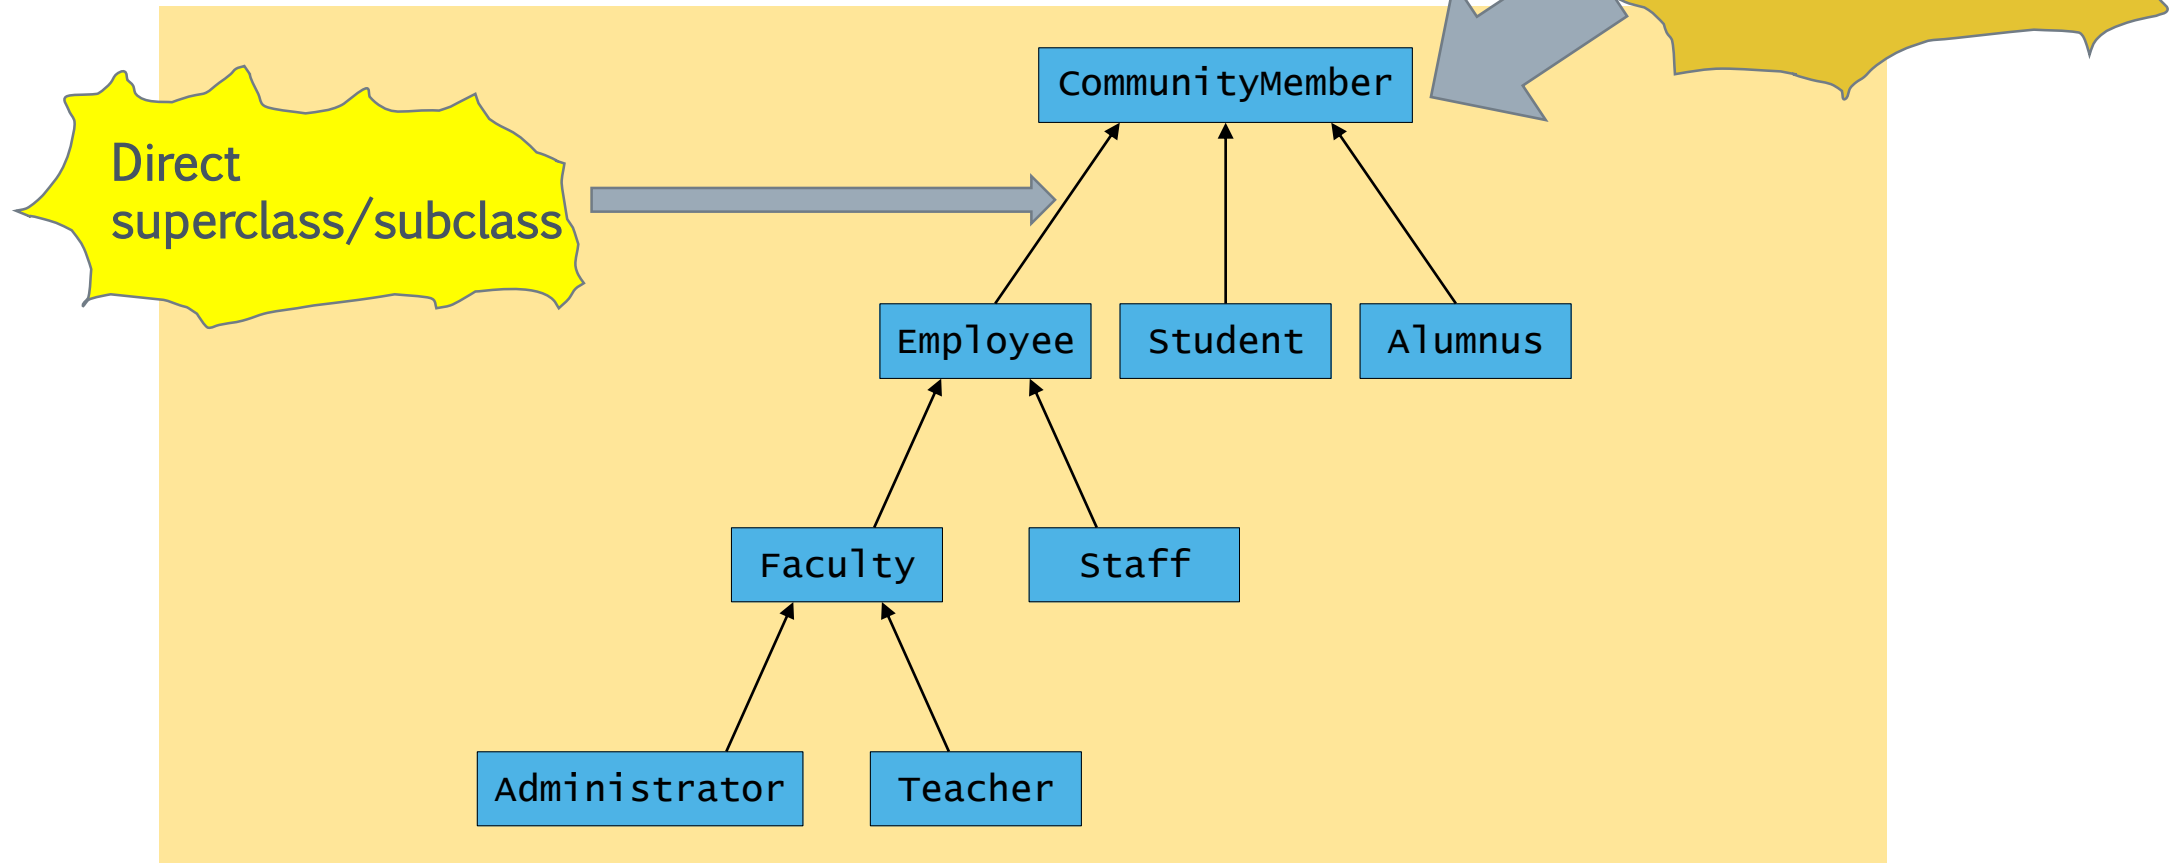 CommunityMember
Direct
superclass/subclass
Employee
Student
Alumnus
Faculty
Staff
Administrator
Teacher